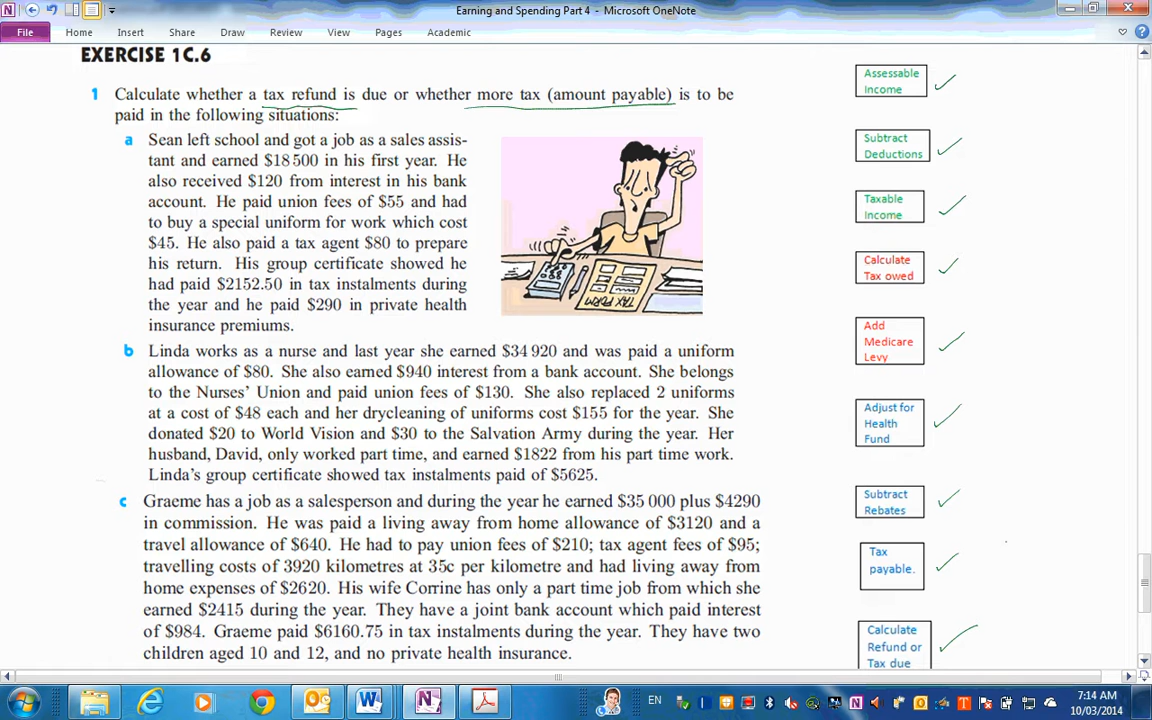 Earning and Spending Part 4 - Microsoft OneNote
File Home Insert Share Draw Review View Pages Academic
EXERCISE 1C.6
1 Calculate whether a tax refund is due or whether more tax (amount payable) is to be
paid in the following situations:
a Sean left school and got a job as a sales assis-
tant and earned $18 500 in his first year. He
also received $120 from interest in his bank
account. He paid union fees of $55 and had
to buy a special uniform for work which cost
$45. He also paid a tax agent $80 to prepare
his return. His group certificate showed he
had paid $2152.50 in tax instalments during
the year and he paid $290 in private health
insurance premiums.
TAX FORM
b Linda works as a nurse and last year she earned $34 920 and was paid a uniform
allowance of $80. She also earned $940 interest from a bank account. She belongs
to the Nurses' Union and paid union fees of $130. She also replaced 2 uniforms
at a cost of $48 each and her drycleaning of uniforms cost $155 for the year. She
donated $20 to World Vision and $30 to the Salvation Army during the year. Her
husband, David, only worked part time, and earned $1822 from his part time work.
Linda's group certificate showed tax instalments paid of $5625.
c Graeme has a job as a salesperson and during the year he earned $35 000 plus $4290
in commission. He was paid a living away from home allowance of $3120 and a
travel allowance of $640. He had to pay union fees of $210; tax agent fees of $95;
travelling costs of 3920 kilometres at 35c per kilometre and had living away from
home expenses of $2620. His wife Corrine has only a part time job from which she
earned $2415 during the year. They have a joint bank account which paid interest
of $984. Graeme paid $6160.75 in tax instalments during the year. They have two
children aged 10 and 12, and no private health insurance.
Assessable
Income
Subtract
Deductions
Taxable
Income
Calculate
Tax owed
Add
Medicare
Levy
Adjust for
Health
Fund
Subtract
Rebates
Tax
payable.
Calculate
Refund or
Tax due
EN
7:14 AM
10/03/2014